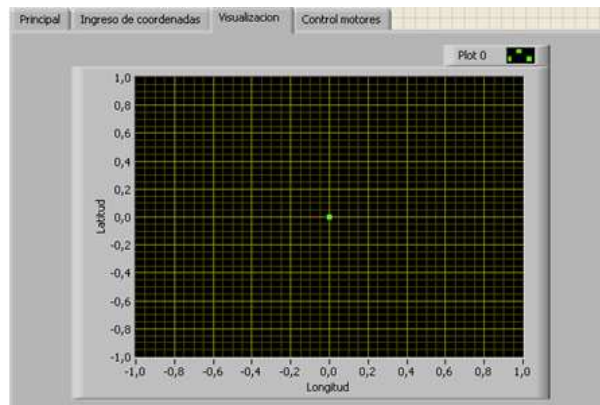 Principal Ingreso de coordenadas Visualizacion Control motores
Plot 0
1,0
0,8
0,6
0,4
0,2
0,0
-0,2
-0,4
-0,6
-0,8
-1,0
Latitud
-1,0 -0,8 -0,6 -0,4 -0,2 0,0 0,2 0,4 0,6 0,8 1,0
Longitud